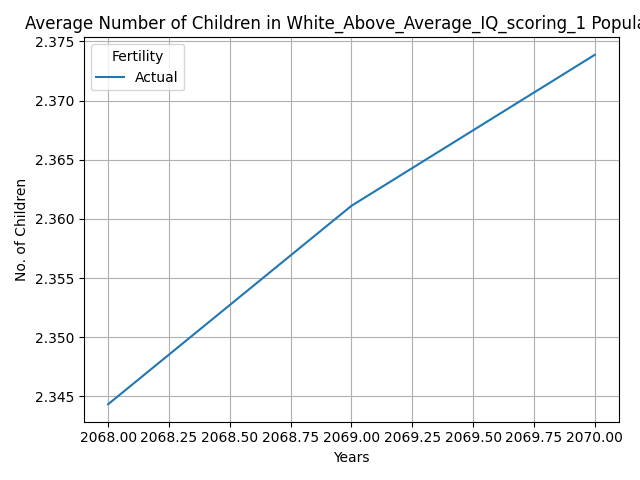 Average Number of Children in White_Above_Average_IQ_scoring_1 Popula
Fertility
Actual
2.375
2.370
2.365
2.360
2.355
2.350
2.345
No. of Children
2068.00 2068.25 2068.50 2068.75 2069.00 2069.25 2069.50 2069.75 2070.00
Years